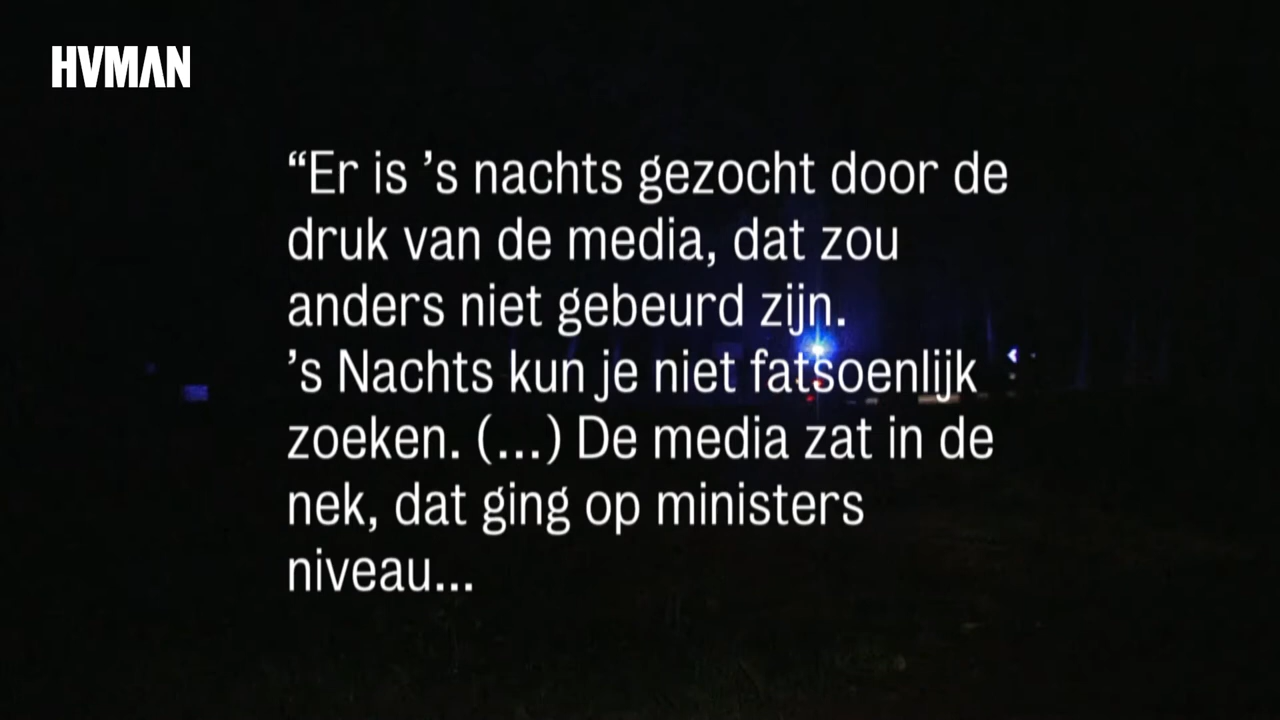 HVMAN
“Er is ’s nachts gezocht door de
druk van de media, dat zou
anders niet gebeurd zijn.
’s Nachts kun je niet fatsoenlijk
zoeken. (...) De media zat in de
nek, dat ging op ministers
niveau...